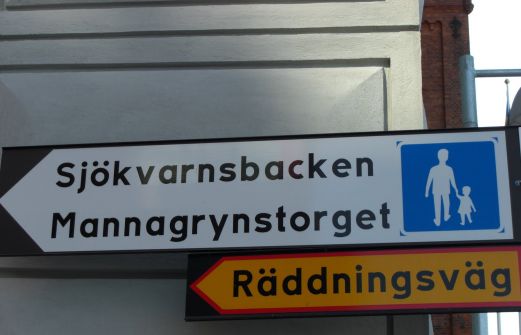 Sjökvarnsbacken
Mannagrynstorget
Räddningsväg